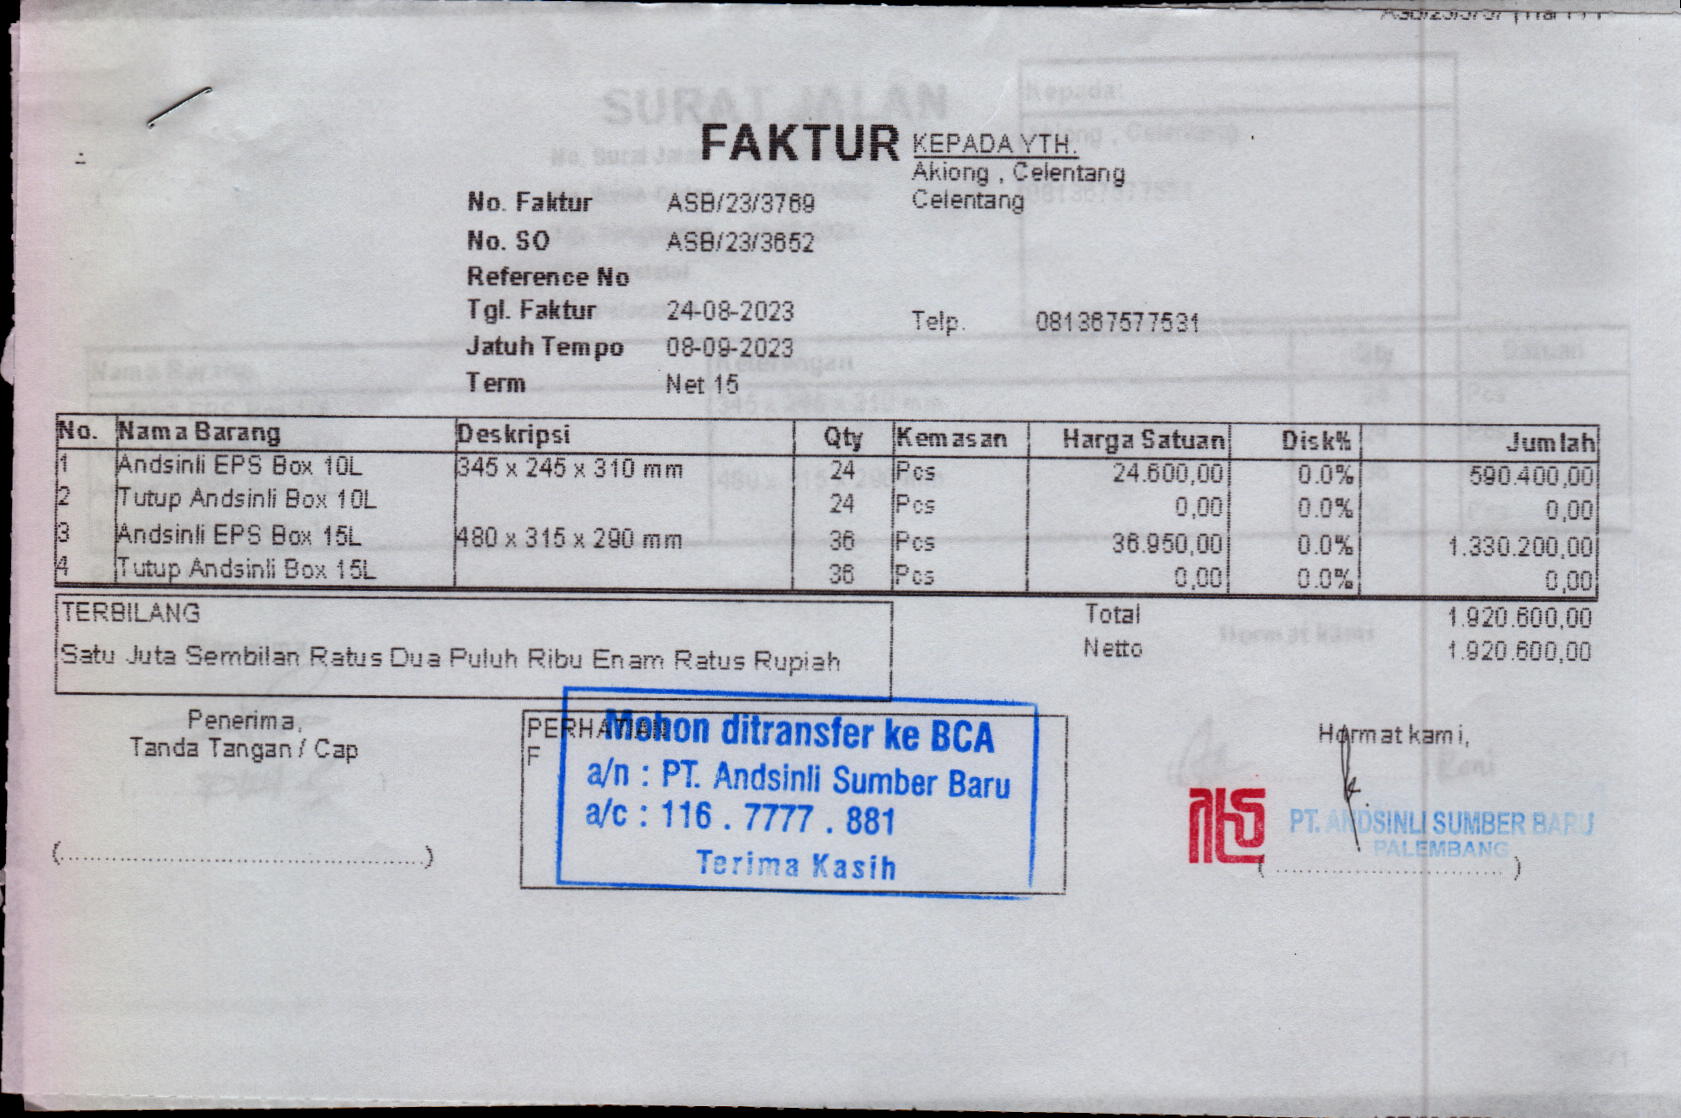 FAKTUR
KEPADA YTH.
Akiong , Celentang
Celentang
No. Faktur ASB/23/3769
No. SO ASB/23/3652
Reference No
Tgl. Faktur 24-08-2023
Telp. 081367577531
Jatuh Tempo 08-09-2023
Term Net 15
No. Nama Barang Deskripsi Qty Kemasan Harga Satuan Disk% Jumlah
1 Andsinli EPS Box 10L 345 x 245 x 310 mm 24 Pcs 24.600,00 0.0% 590.400,00
2 Tutup Andsinli Box 10L 24 Pcs 0,00 0.0% 0,00
3 Andsinli EPS Box 15L 480 x 315 x 290 mm 36 Pcs 36.950,00 0.0% 1.330.200,00
4 Tutup Andsinli Box 15L 36 Pcs 0,00 0.0% 0,00
TERBILANG
Satu Juta Sembilan Ratus Dua Puluh Ribu Enam Ratus Rupiah
Total 1.920.600,00
Netto 1.920.600,00
Penerima,
Tanda Tangan / Cap
(......................................................)
PERHATIAN
F
Mohon ditransfer ke BCA
a/n : PT. Andsinli Sumber Baru
a/c : 116 . 7777 . 881
Terima Kasih
Hormat kami,
PT. ANDSINLI SUMBER BARU
PALEMBANG
(....................................)